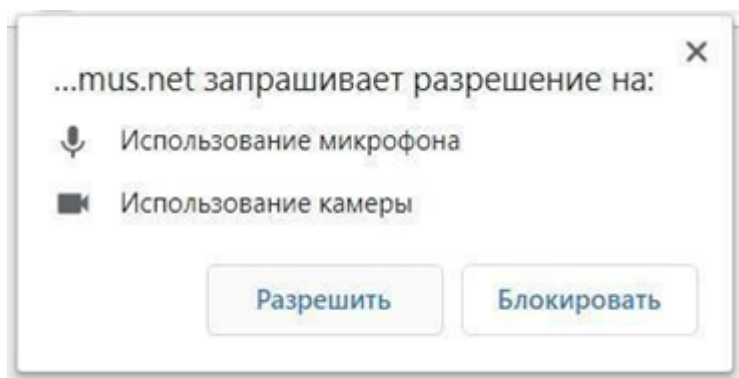 ...mus.net запрашивает разрешение на:
Использование микрофона
Использование камеры
Разрешить
Блокировать